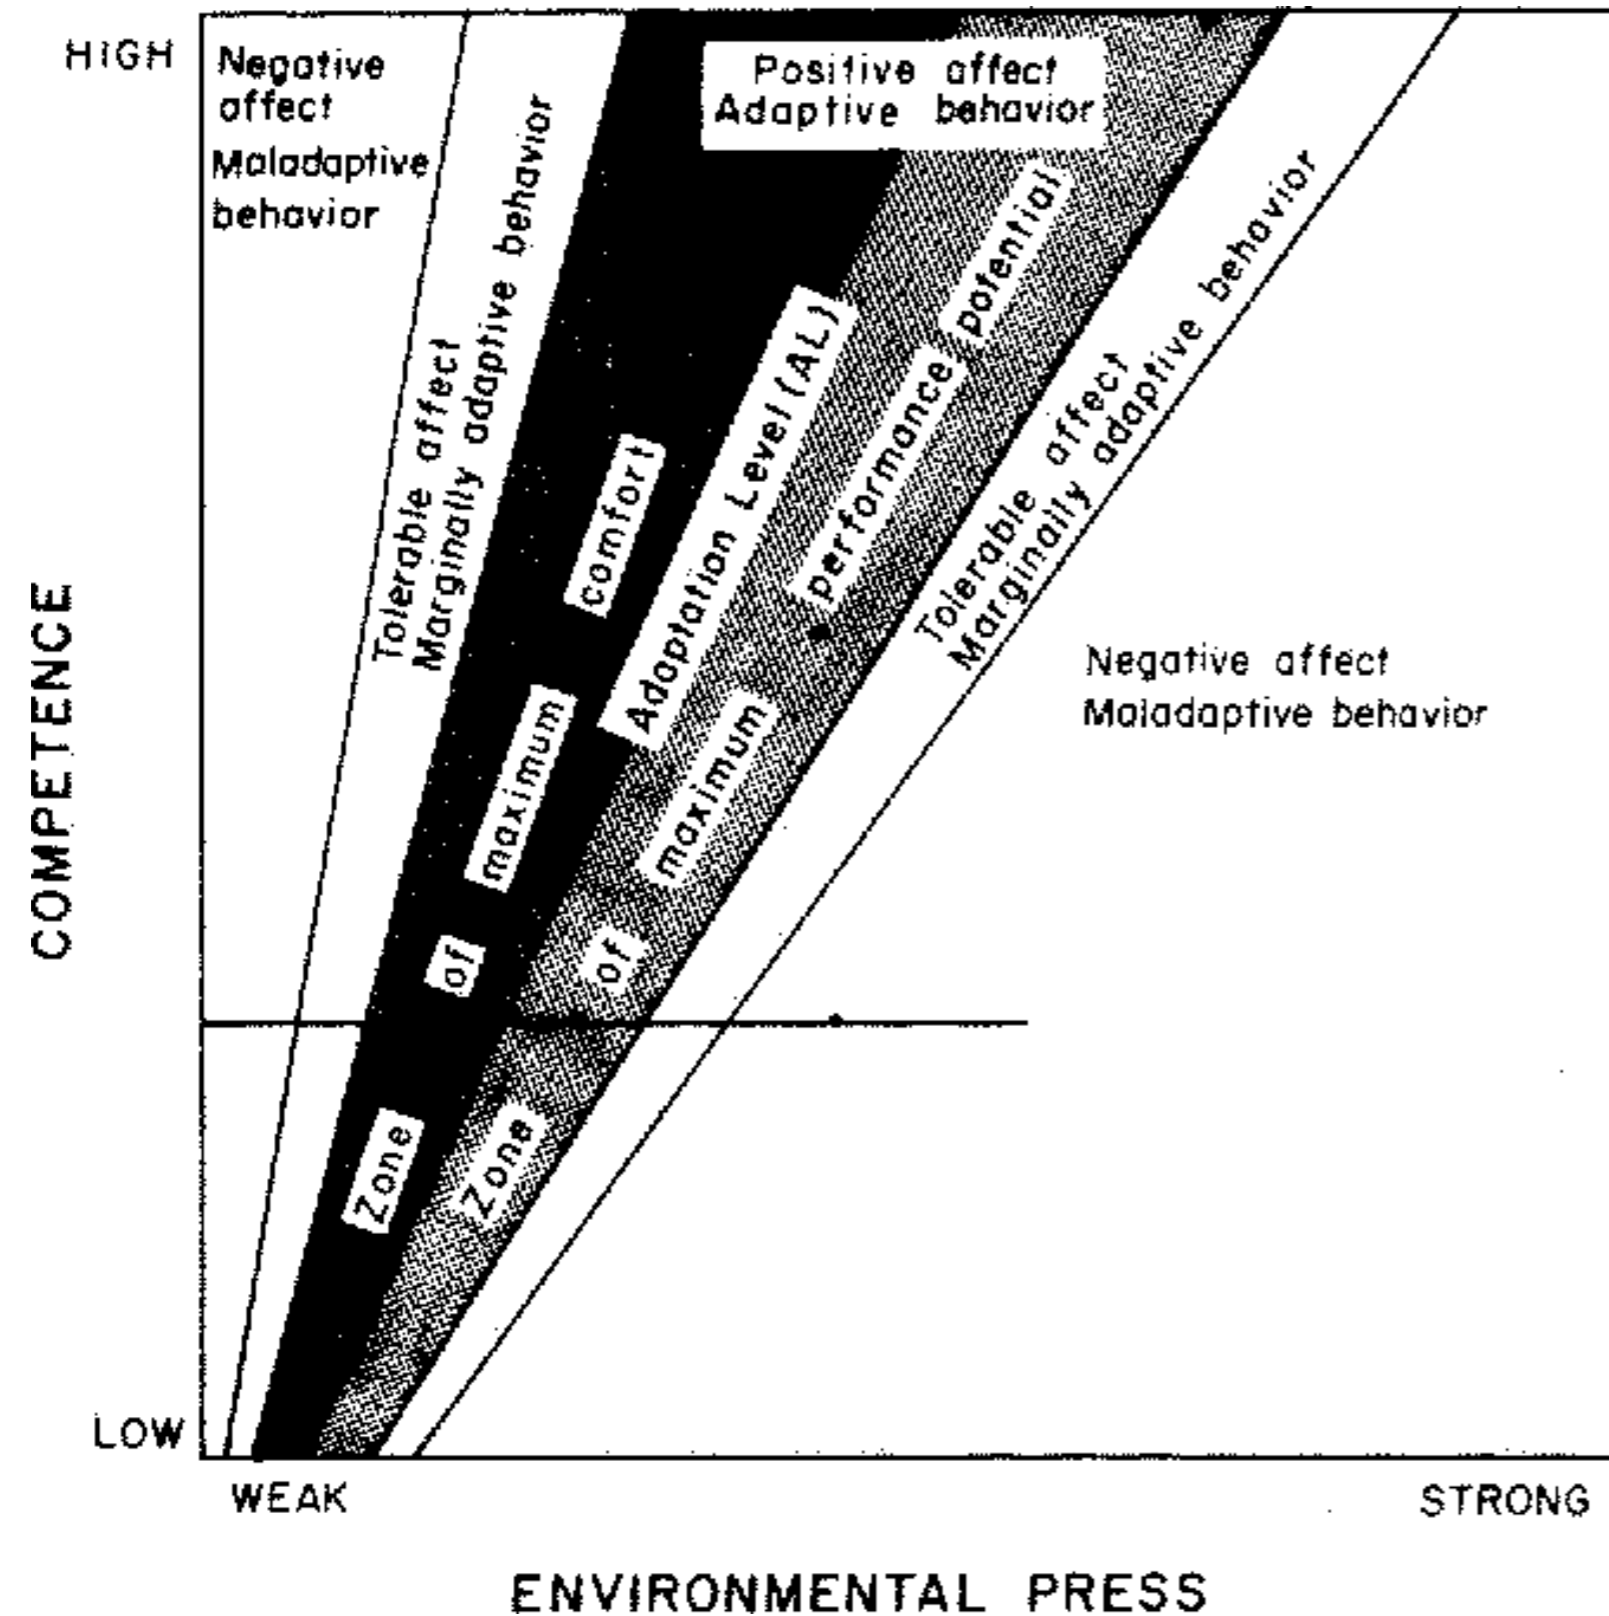 HIGH
Negative
affect
Maladaptive
behavior
Positive affect
Adaptive behavior
Tolerable affect
Marginally adaptive behavior
Zone of maximum comfort
Adaptation Level (AL)
Zone of maximum performance potential
Tolerable affect
Marginally adaptive behavior
Negative affect
Maladaptive behavior
COMPETENCE
LOW
WEAK
STRONG
ENVIRONMENTAL PRESS